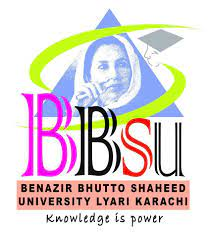 BBSU
BENAZIR BHUTTO SHAHEED
UNIVERSITY LYARI KARACHI
Knowledge is power